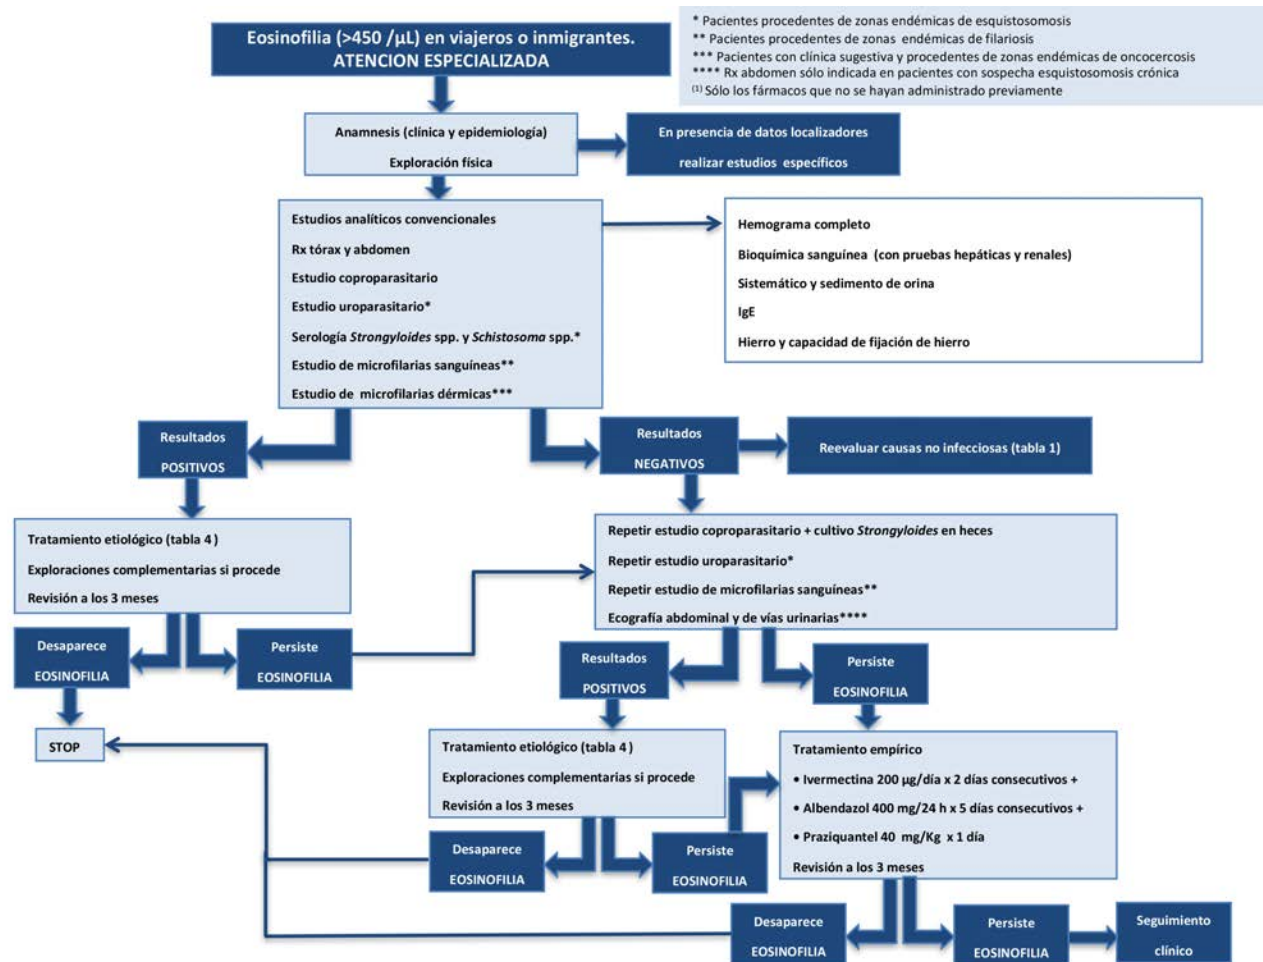 Eosinofilia (>450 /µL) en viajeros o inmigrantes.
ATENCION ESPECIALIZADA
* Pacientes procedentes de zonas endémicas de esquistosomosis
** Pacientes procedentes de zonas endémicas de filariosis
*** Pacientes con clínica sugestiva y procedentes de zonas endémicas de oncocercosis
**** Rx abdomen sólo indicada en pacientes con sospecha esquistosomosis crónica
(1) Sólo los fármacos que no se hayan administrado previamente
Anamnesis (clínica y epidemiología)
Exploración física
En presencia de datos localizadores
realizar estudios específicos
Estudios analíticos convencionales
Rx tórax y abdomen
Estudio coproparasitario
Estudio uroparasitario*
Serología Strongyloides spp. y Schistosoma spp.*
Estudio de microfilarias sanguíneas**
Estudio de microfilarias dérmicas***
Hemograma completo
Bioquímica sanguínea (con pruebas hepáticas y renales)
Sistemático y sedimento de orina
IgE
Hierro y capacidad de fijación de hierro
Resultados
POSITIVOS
Resultados
NEGATIVOS
Reevaluar causas no infecciosas (tabla 1)
Tratamiento etiológico (tabla 4 )
Exploraciones complementarias si procede
Revisión a los 3 meses
Repetir estudio coproparasitario + cultivo Strongyloides en heces
Repetir estudio uroparasitario*
Repetir estudio de microfilarias sanguíneas**
Ecografía abdominal y de vías urinarias****
Desaparece
EOSINOFILIA
Persiste
EOSINOFILIA
Resultados
POSITIVOS
Persiste
EOSINOFILIA
STOP
Tratamiento etiológico (tabla 4 )
Exploraciones complementarias si procede
Revisión a los 3 meses
Tratamiento empírico
• Ivermectina 200 µg/día x 2 días consecutivos +
• Albendazol 400 mg/24 h x 5 días consecutivos +
• Praziquantel 40 mg/Kg x 1 día
Revisión a los 3 meses
Desaparece
EOSINOFILIA
Persiste
EOSINOFILIA
Desaparece
EOSINOFILIA
Persiste
EOSINOFILIA
Seguimiento
clínico